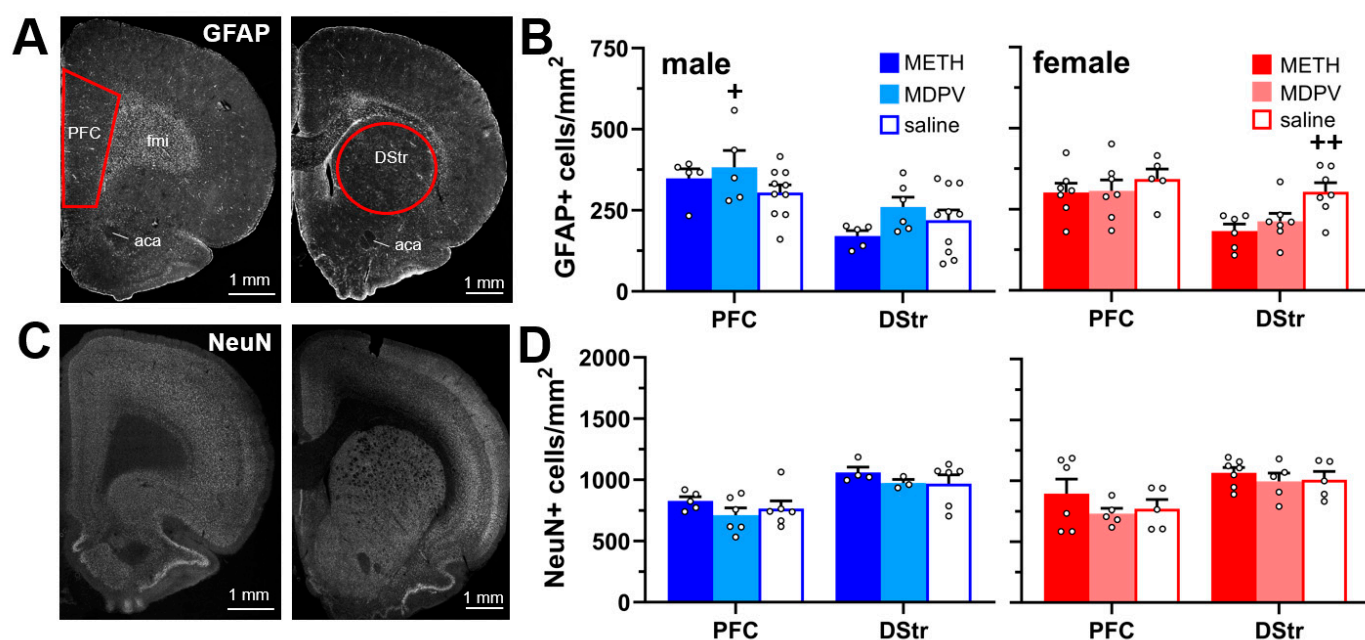 A
GFAP
PFC
fmi
aca
1 mm
DStr
aca
1 mm
B
GFAP+ cells/mm²
750
500
250
0
male
METH
MDPV
saline
+
PFC
DStr
female
METH
MDPV
saline
++
PFC
DStr
C
NeuN
1 mm
1 mm
D
NeuN+ cells/mm²
2000
1500
1000
500
0
PFC
DStr
PFC
DStr